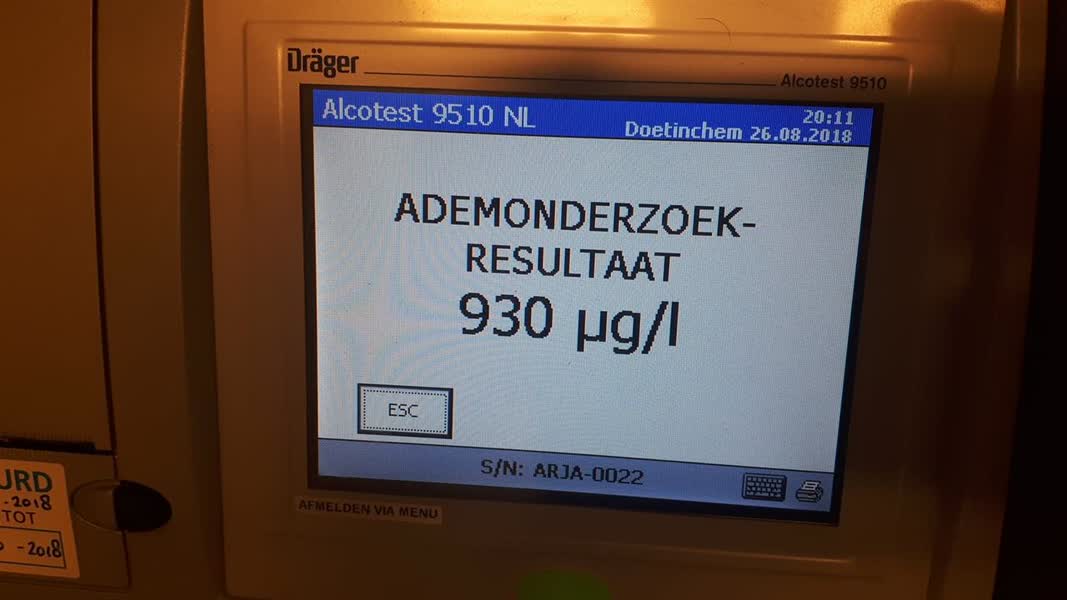 Dräger
Alcotest 9510
Alcotest 9510 NL
20:11
Doetinchem 26.08.2018
ADEMONDERZOEK-
RESULTAAT
930 µg/l
ESC
S/N: ARJA-0022
AFMELDEN VIA MENU
URD
-2018
TOT
-2018